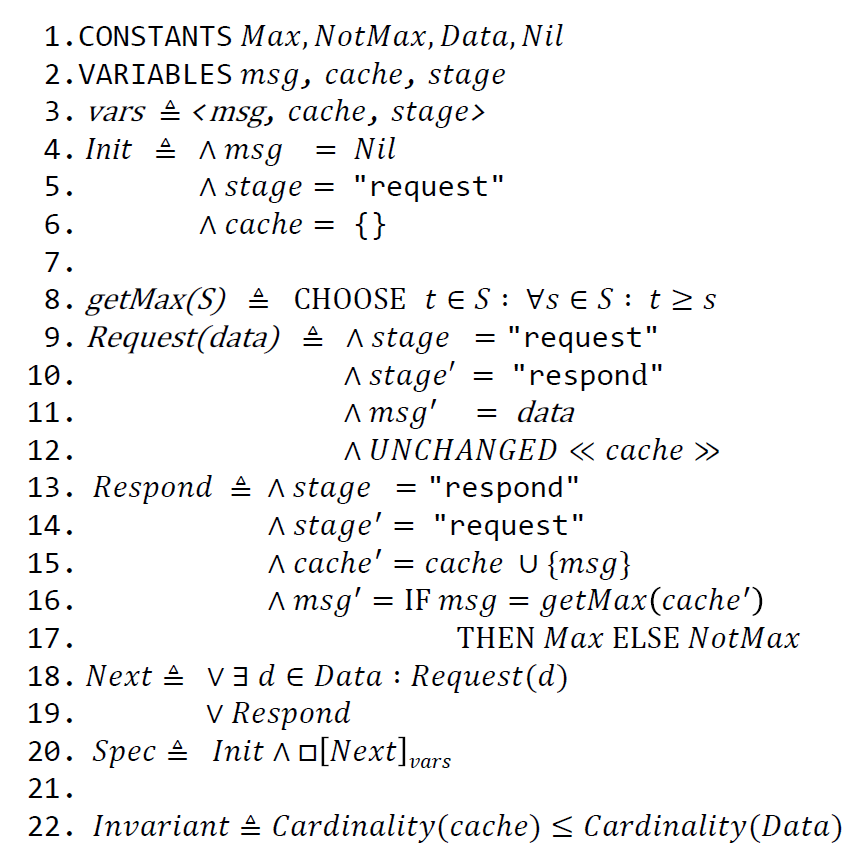 1.CONSTANTS Max, NotMax, Data, Nil
2.VARIABLES msg, cache, stage
3. vars ≜ <msg, cache, stage>
4. Init ≜ ∧ msg = Nil
5. ∧ stage = "request"
6. ∧ cache = {}
7.
8. getMax(S) ≜ CHOOSE t ∈ S : ∀s ∈ S : t ≥ s
9. Request(data) ≜ ∧ stage = "request"
10. ∧ stage′ = "respond"
11. ∧ msg′ = data
12. ∧ UNCHANGED ≪ cache ≫
13. Respond ≜ ∧ stage = "respond"
14. ∧ stage′ = "request"
15. ∧ cache′ = cache ∪ {msg}
16. ∧ msg′ = IF msg = getMax(cache′)
17. THEN Max ELSE NotMax
18. Next ≜ ∨ ∃ d ∈ Data : Request(d)
19. ∨ Respond
20. Spec ≜ Init ∧ □[Next]vars
21.
22. Invariant ≜ Cardinality(cache) ≤ Cardinality(Data)